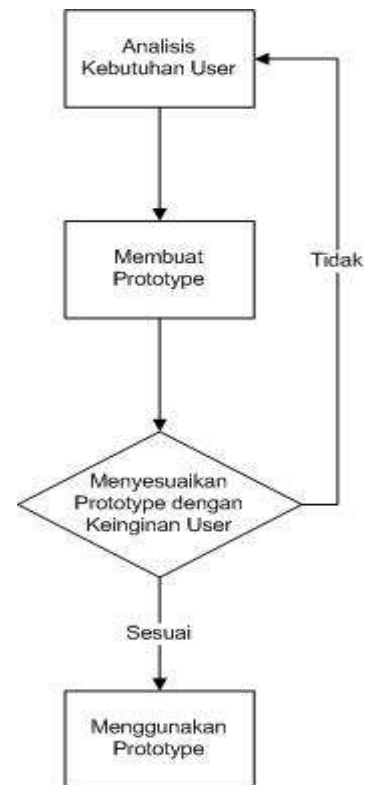 Analisis
Kebutuhan User
Membuat
Prototype
Tidak
Menyesuaikan
Prototype dengan
Keinginan User
Sesuai
Menggunakan
Prototype